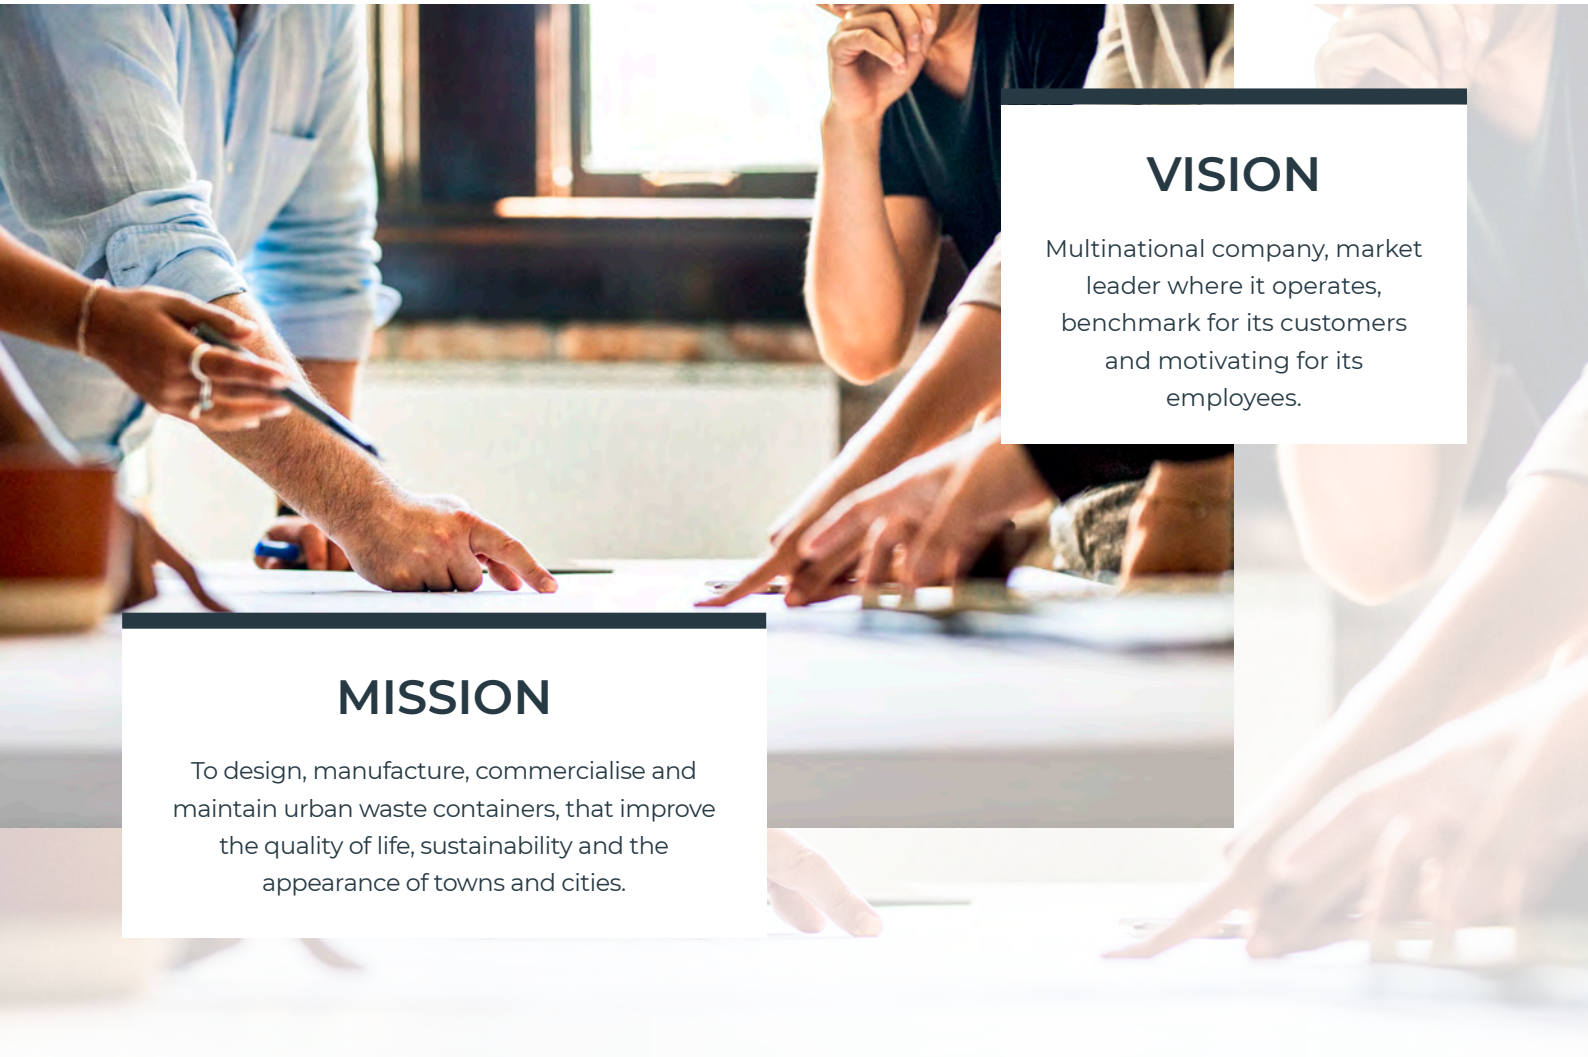 VISION
Multinational company, market
leader where it operates,
benchmark for its customers
and motivating for its
employees.
MISSION
To design, manufacture, commercialise and
maintain urban waste containers, that improve
the quality of life, sustainability and the
appearance of towns and cities.